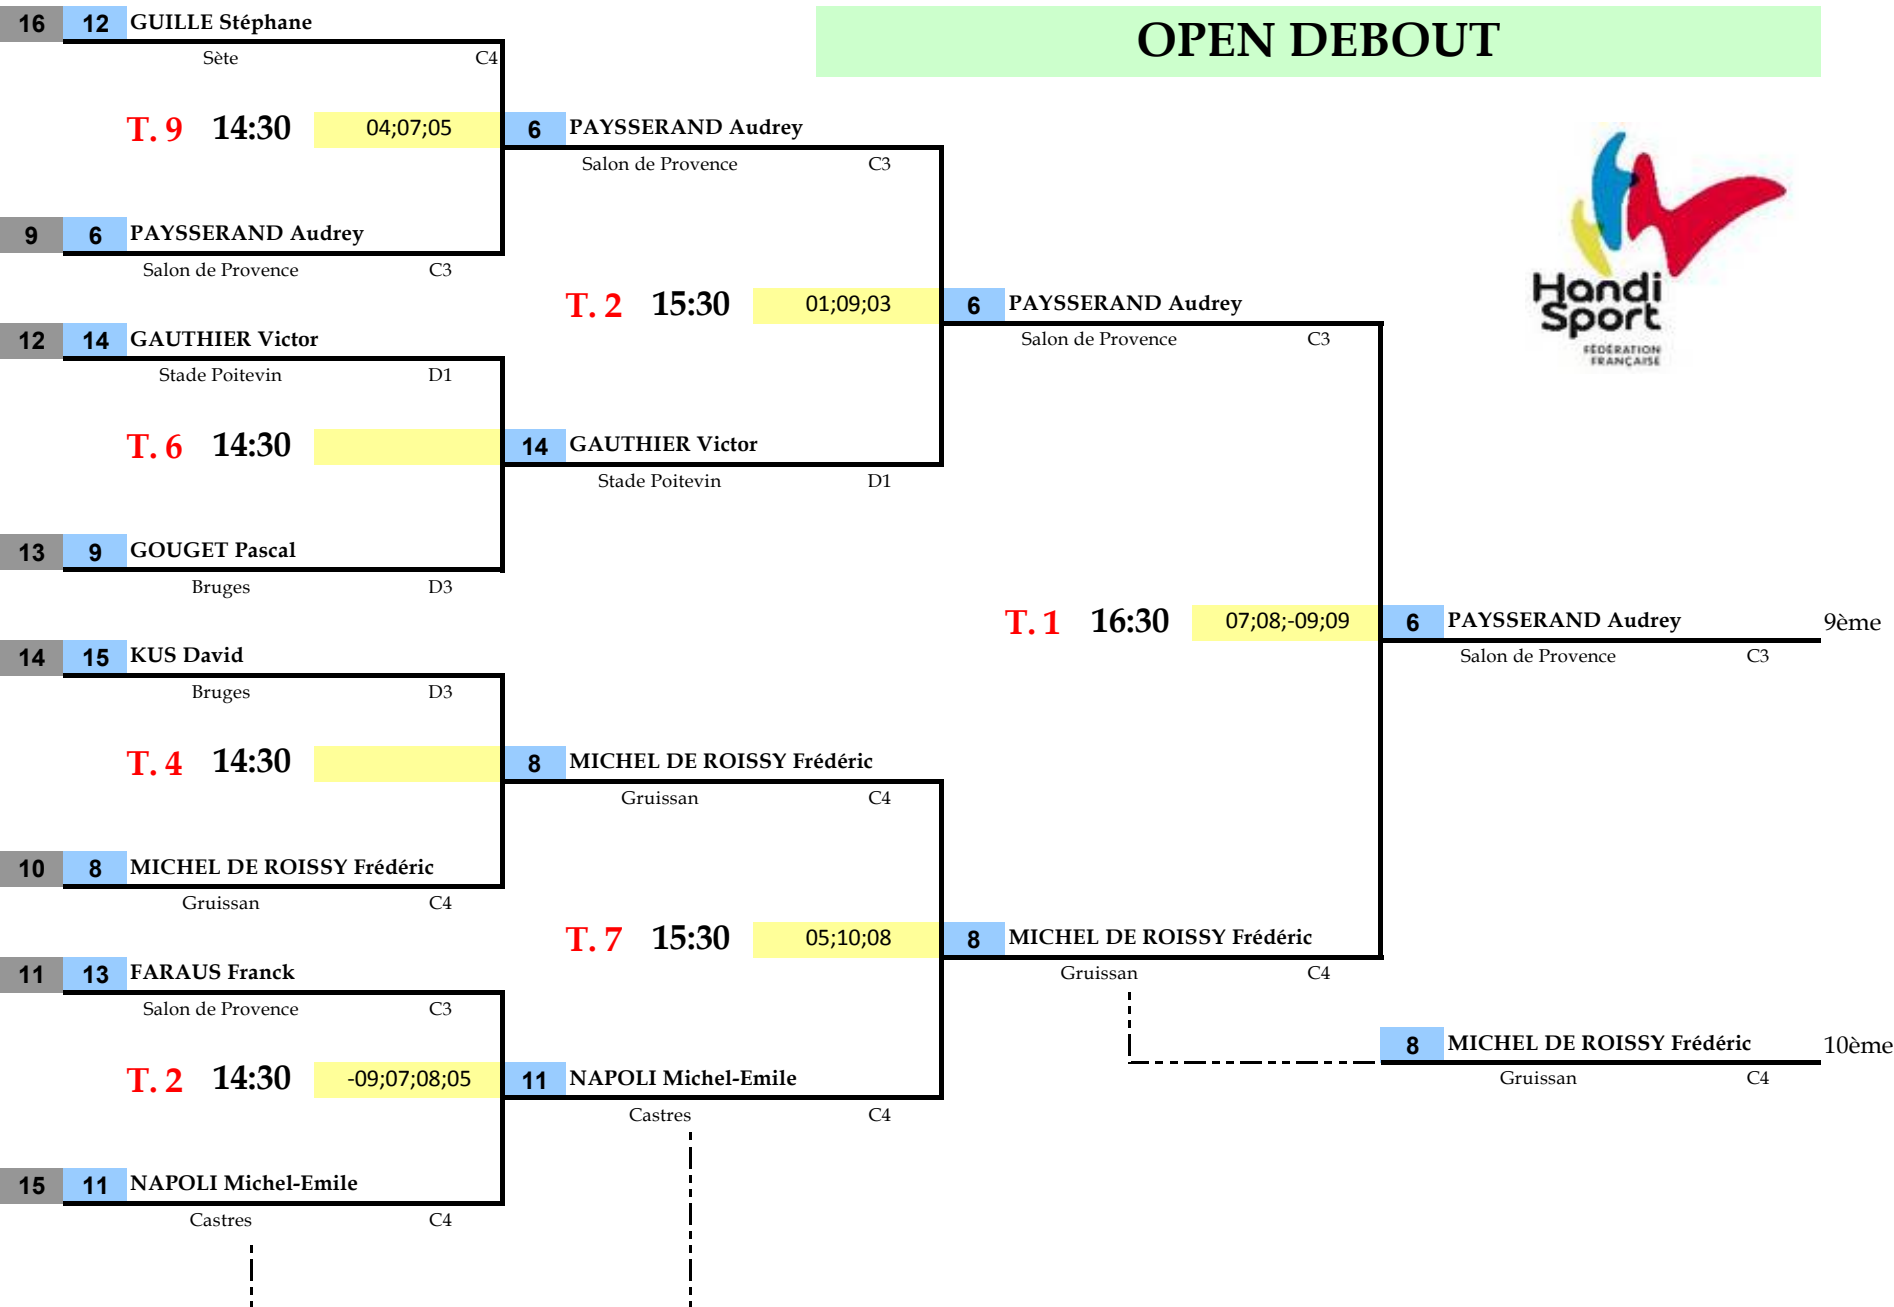 16 12 GUILLE Stéphane
OPEN DEBOUT
Sète C4
T. 9 14:30 04;07;05 6 PAYSSERAND Audrey
Salon de Provence C3
9 6 PAYSSERAND Audrey
Salon de Provence C3
T. 2 15:30 01;09;03 6 PAYSSERAND Audrey
Salon de Provence C3
Handi
Sport
FÉDÉRATION
FRANÇAISE
12 14 GAUTHIER Victor
Stade Poitevin D1
T. 6 14:30 14 GAUTHIER Victor
Stade Poitevin D1
13 9 GOUGET Pascal
Bruges D3
T. 1 16:30 07;08;-09;09 6 PAYSSERAND Audrey 9ème
Salon de Provence C3
14 15 KUS David
Bruges D3
T. 4 14:30 8 MICHEL DE ROISSY Frédéric
Gruissan C4
10 8 MICHEL DE ROISSY Frédéric
Gruissan C4
T. 7 15:30 05;10;08 8 MICHEL DE ROISSY Frédéric
Gruissan C4
11 13 FARAUS Franck
Salon de Provence C3
8 MICHEL DE ROISSY Frédéric 10ème
Gruissan C4
T. 2 14:30 -09;07;08;05 11 NAPOLI Michel-Emile
Castres C4
15 11 NAPOLI Michel-Emile
Castres C4